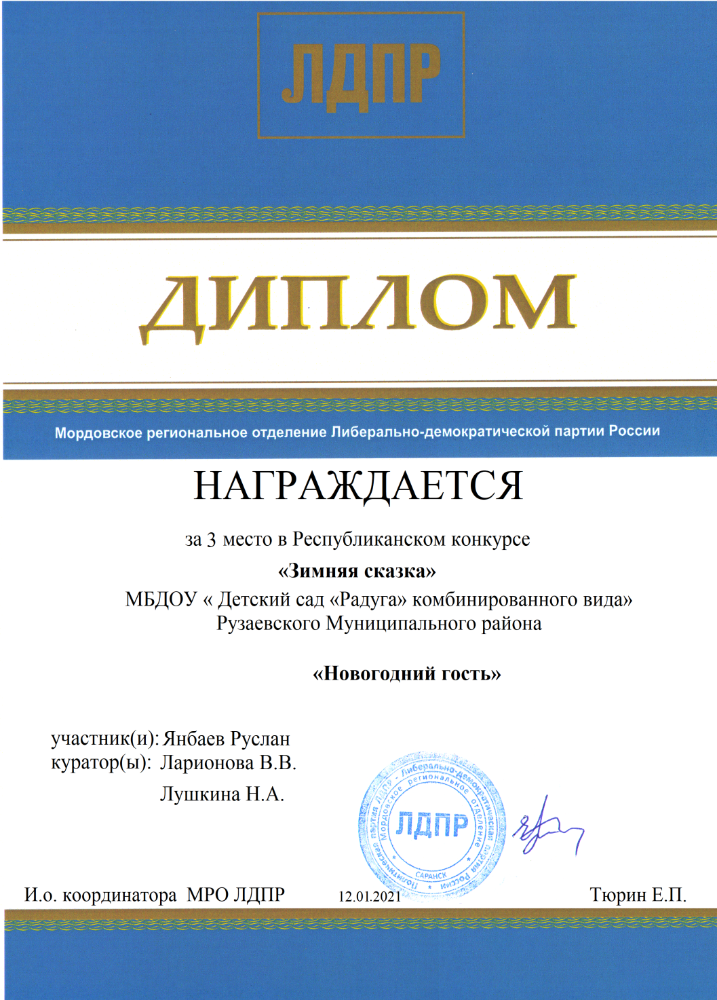 ЛДПР
ДИПЛОМ
Мордовское региональное отделение Либерально-демократической партии России
НАГРАЖДАЕТСЯ
за 3 место в Республиканском конкурсе
«Зимняя сказка»
МБДОУ « Детский сад «Радуга» комбинированного вида»
Рузаевского Муниципального района
«Новогодний гость»
участник(и): Янбаев Руслан
куратор(ы): Ларионова В.В.
Лушкина Н.А.
Политическая партия ЛДПР - Либерально-демократическая партия России
Мордовское региональное отделение
ЛДПР
САРАНСК
И.о. координатора МРО ЛДПР 12.01.2021 Тюрин Е.П.